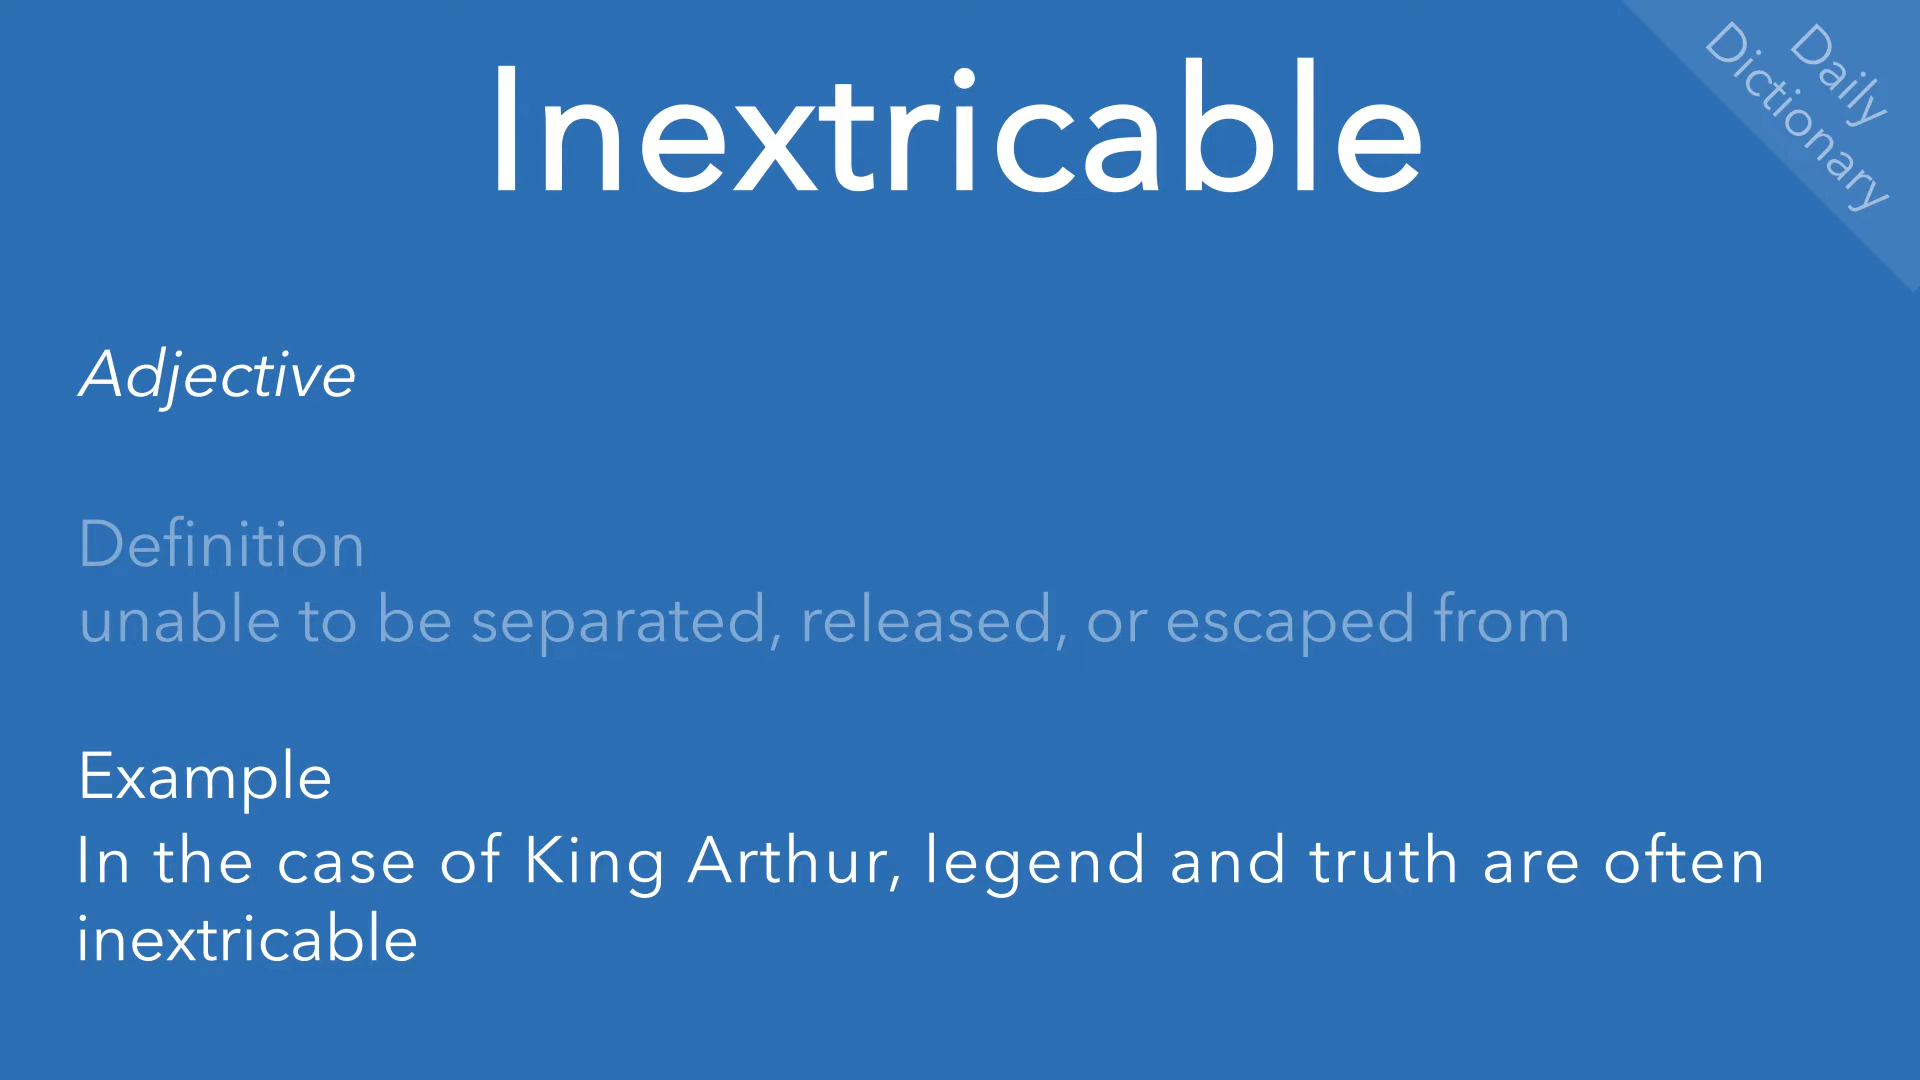 Inextricable
Daily
Dictionary
Adjective
Definition
unable to be separated, released, or escaped from
Example
In the case of King Arthur, legend and truth are often
inextricable